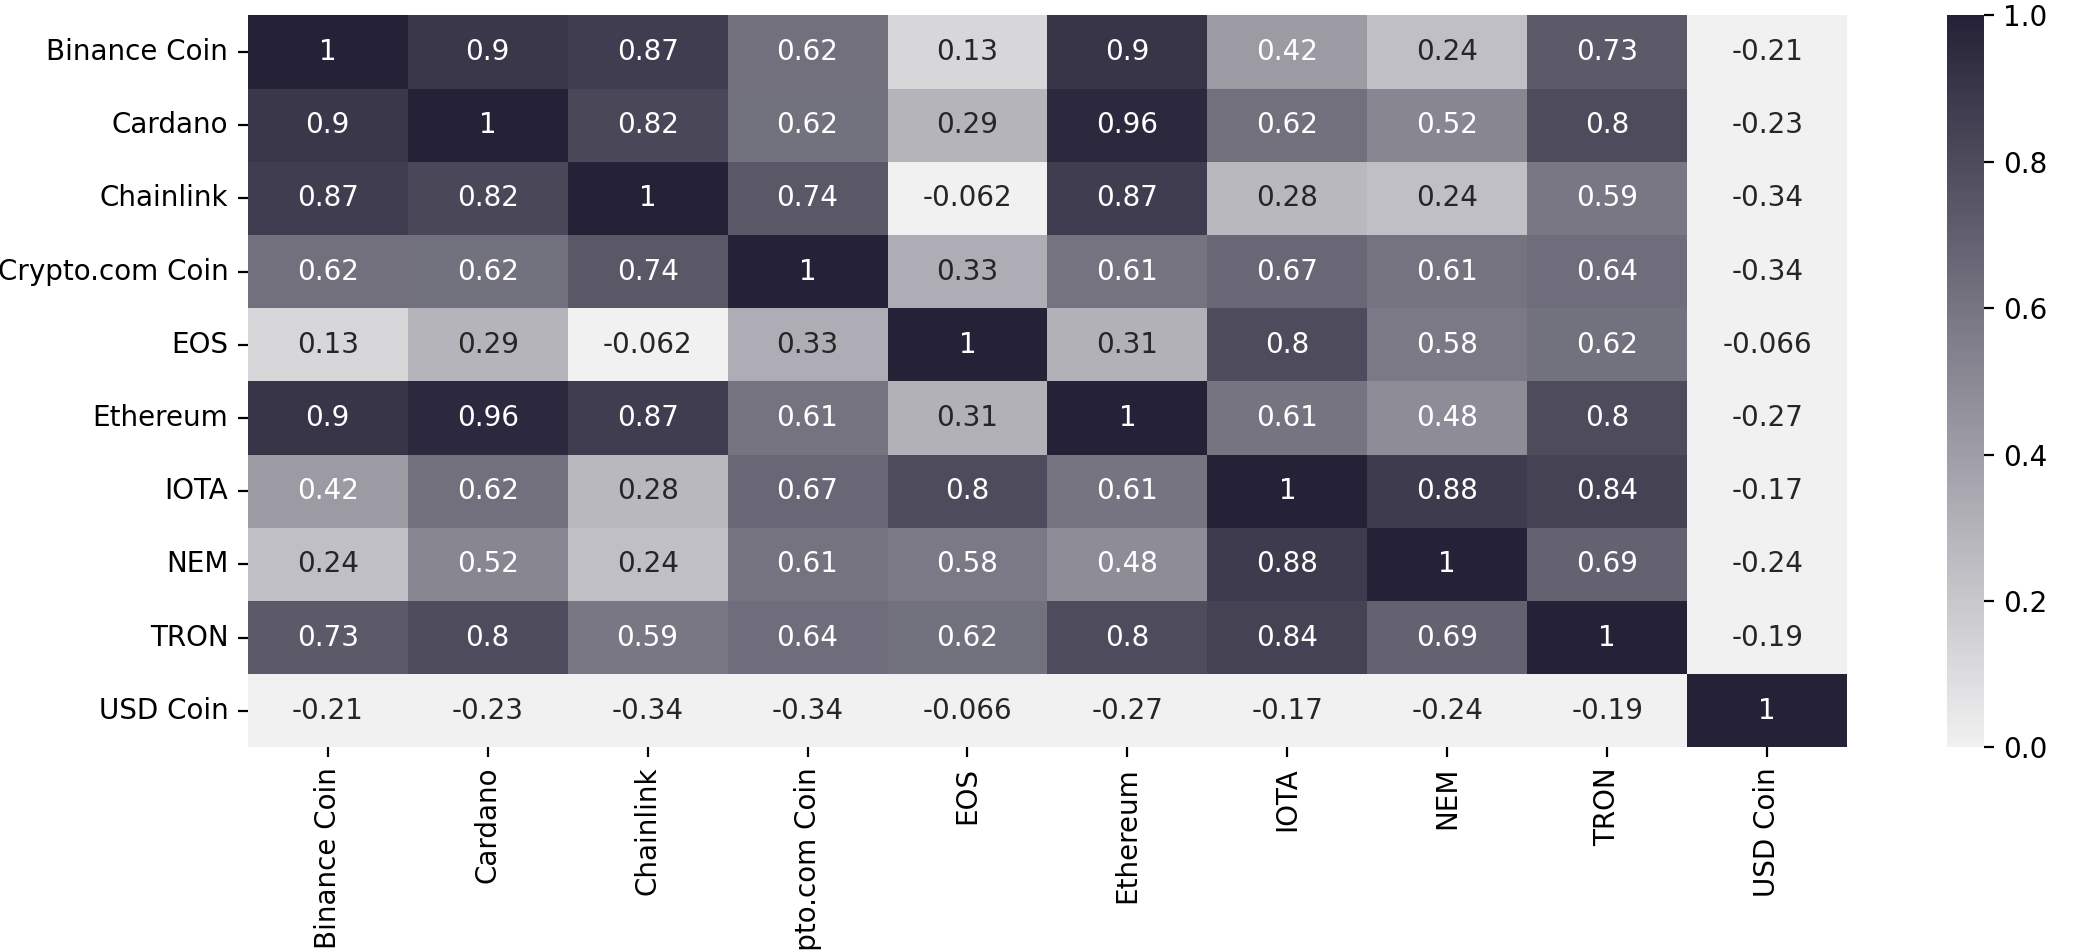 Binance Coin 1 0.9 0.87 0.62 0.13 0.9 0.42 0.24 0.73 -0.21
Cardano 0.9 1 0.82 0.62 0.29 0.96 0.62 0.52 0.8 -0.23
Chainlink 0.87 0.82 1 0.74 -0.062 0.87 0.28 0.24 0.59 -0.34
Crypto.com Coin 0.62 0.62 0.74 1 0.33 0.61 0.67 0.61 0.64 -0.34
EOS 0.13 0.29 -0.062 0.33 1 0.31 0.8 0.58 0.62 -0.066
Ethereum 0.9 0.96 0.87 0.61 0.31 1 0.61 0.48 0.8 -0.27
IOTA 0.42 0.62 0.28 0.67 0.8 0.61 1 0.88 0.84 -0.17
NEM 0.24 0.52 0.24 0.61 0.58 0.48 0.88 1 0.69 -0.24
TRON 0.73 0.8 0.59 0.64 0.62 0.8 0.84 0.69 1 -0.19
USD Coin -0.21 -0.23 -0.34 -0.34 -0.066 -0.27 -0.17 -0.24 -0.19 1
Binance Coin
Cardano
Chainlink
pto.com Coin
EOS
Ethereum
IOTA
NEM
TRON
USD Coin
1.0
0.8
0.6
0.4
0.2
0.0